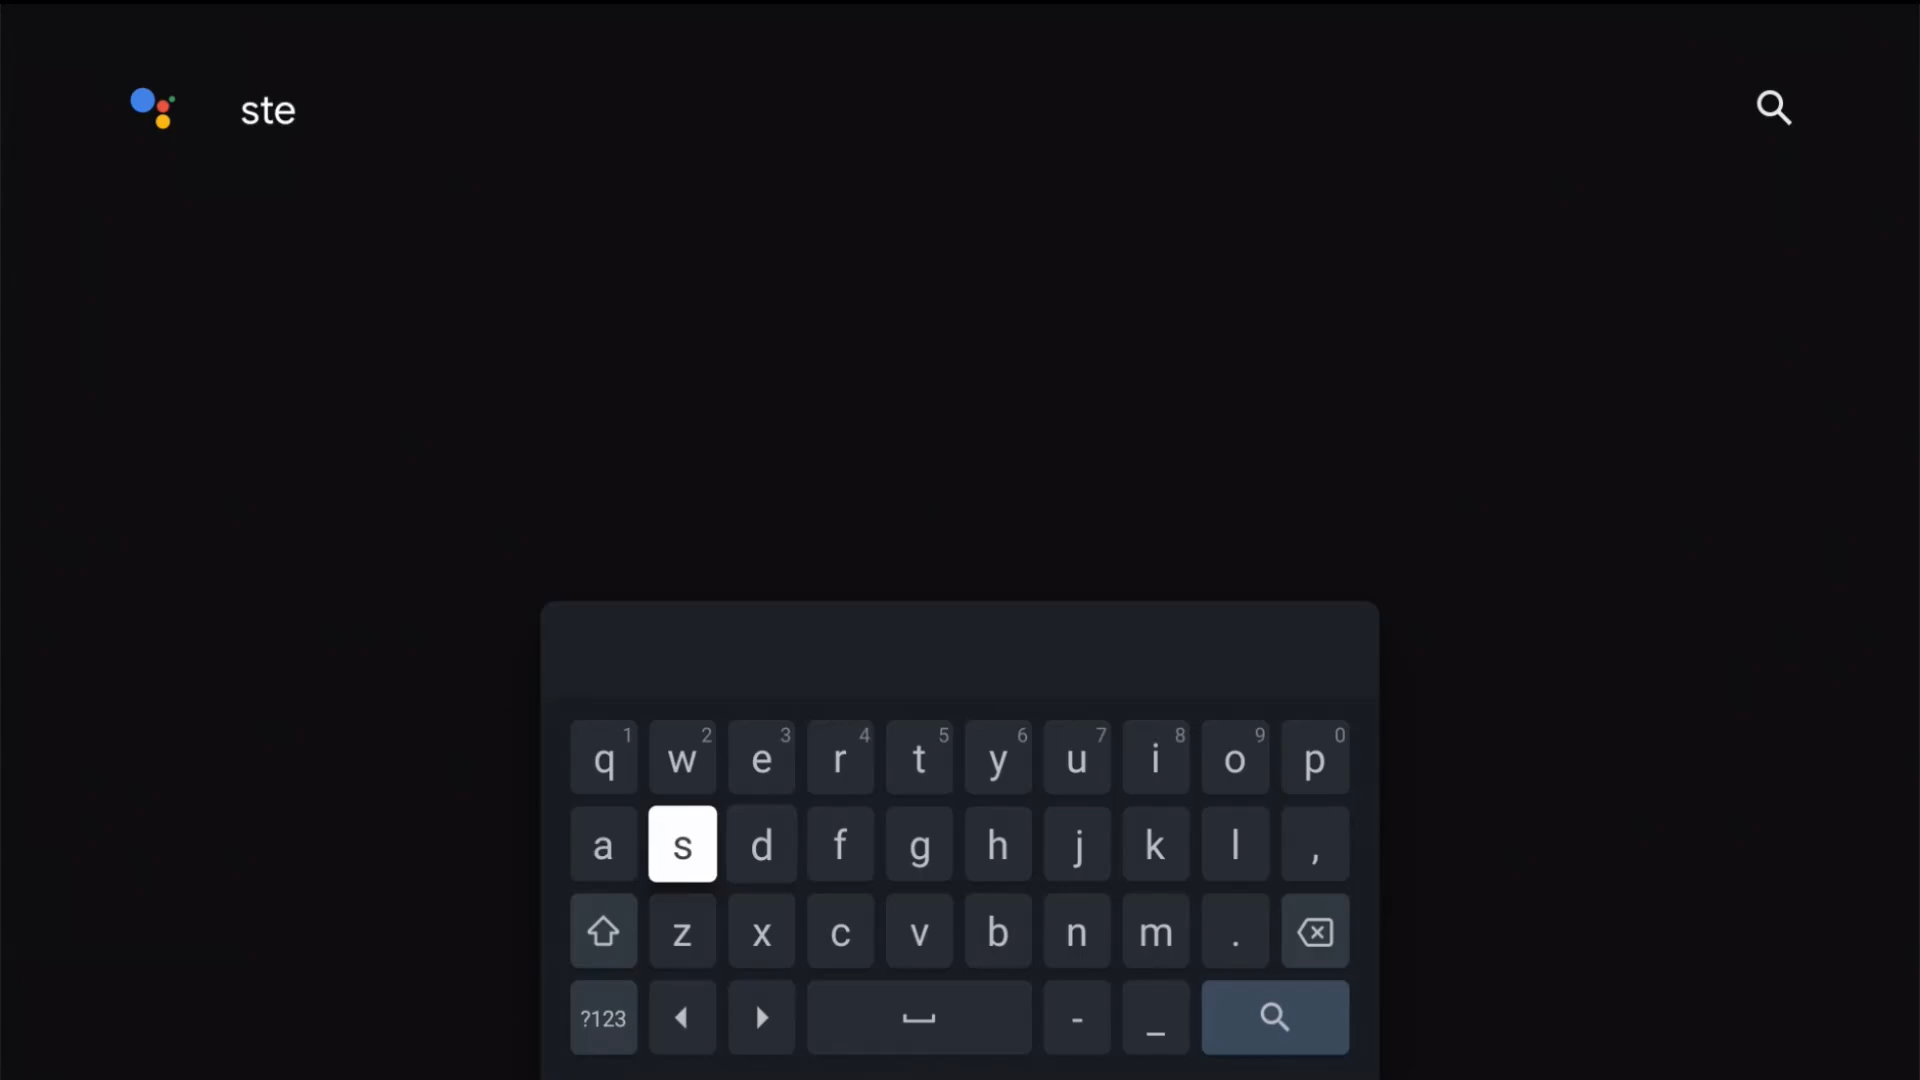 ste
q 1 w 2 e 3 r 4 t 5 y 6 u 7 i 8 o 9 p 0
a s d f g h j k l ,
z x c v b n m .
?123 - _